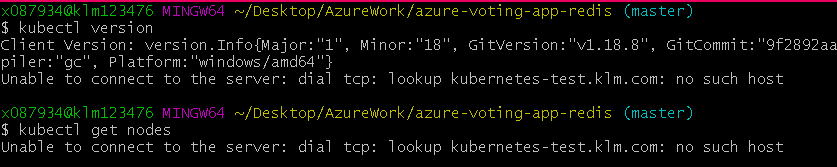 x087934@klm123476 MINGW64 ~/Desktop/AzureWork/azure-voting-app-redis (master)
$ kubectl version
Client Version: version.Info{Major:"1", Minor:"18", GitVersion:"v1.18.8", GitCommit:"9f2892aa
piler:"gc", Platform:"windows/amd64"}
Unable to connect to the server: dial tcp: lookup kubernetes-test.klm.com: no such host
x087934@klm123476 MINGW64 ~/Desktop/AzureWork/azure-voting-app-redis (master)
$ kubectl get nodes
Unable to connect to the server: dial tcp: lookup kubernetes-test.klm.com: no such host